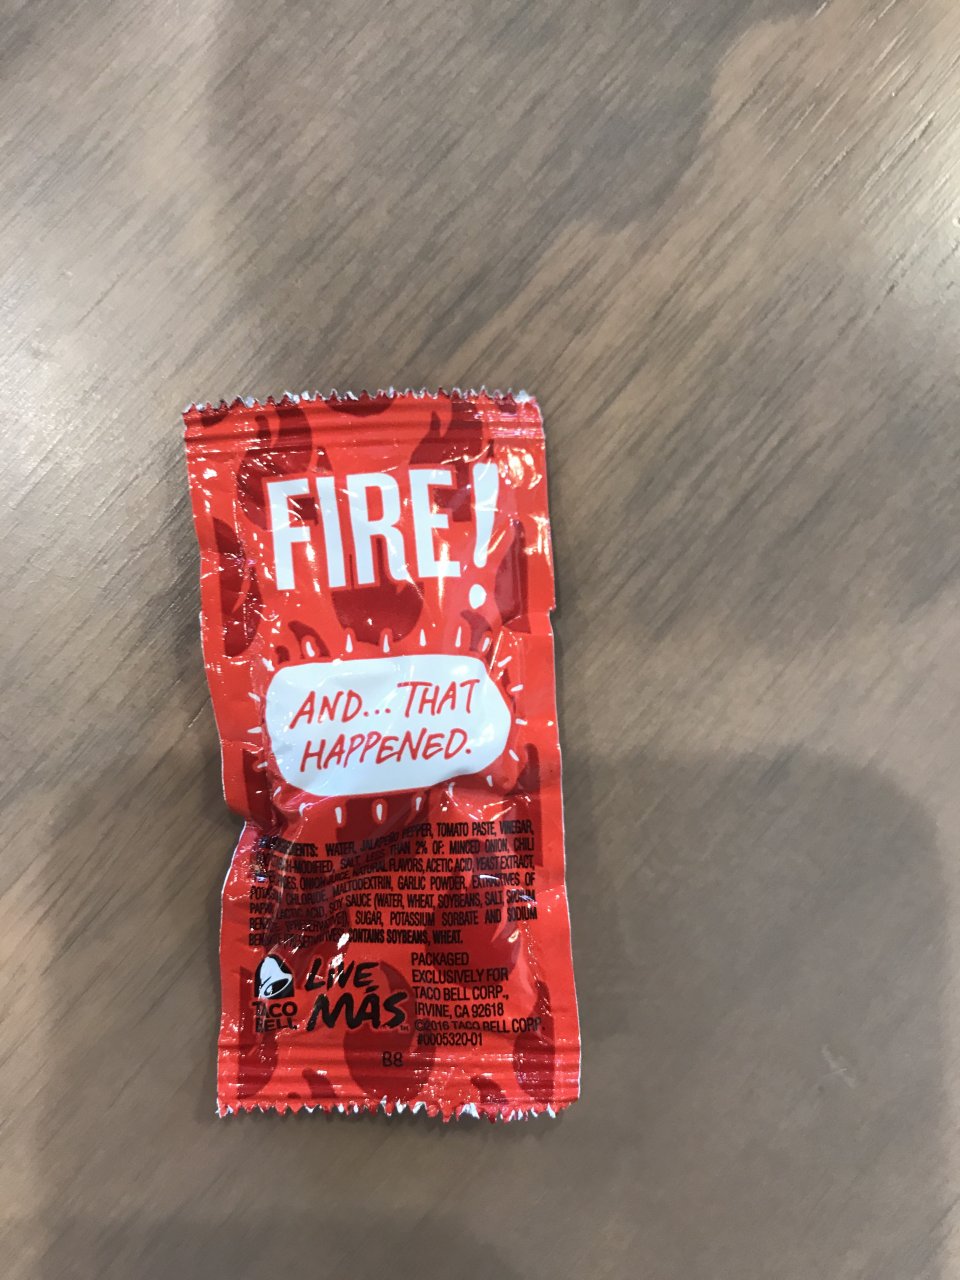 FIRE!
AND... THAT
HAPPENED.
WATER, JALAPEÑO PEPPER, TOMATO PASTE, VINEGAR,
SALT, LESS THAN 2% OF: MINCED ONION, CHILI
ONION JUICE, NATURAL FLAVORS, ACETIC ACID, YEAST EXTRACT,
CHLORIDE, MALTODEXTRIN, GARLIC POWDER, EXTRACTIVES OF
ACID, SOY SAUCE (WATER, WHEAT, SOYBEANS, SALT, SODIUM
SUGAR, POTASSIUM SORBATE AND SODIUM
CONTAINS SOYBEANS, WHEAT.
TACO
BELL
LIVE
MÁS™
PACKAGED
EXCLUSIVELY FOR
TACO BELL CORP.,
IRVINE, CA 92618
©2016 TACO BELL CORP.
#0005320-01
B8